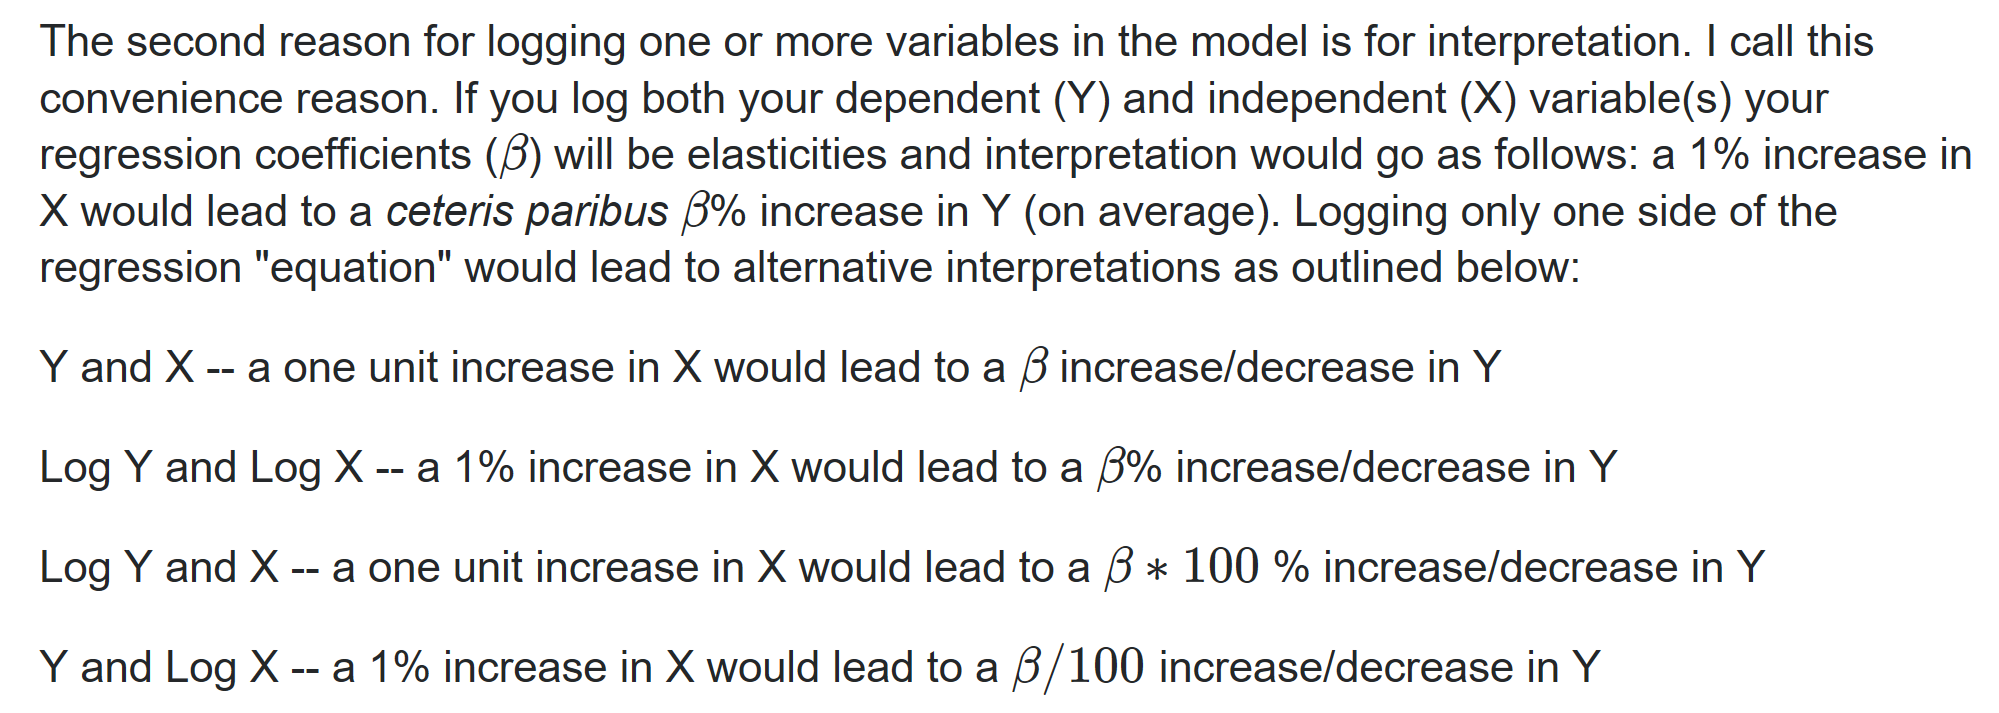 The second reason for logging one or more variables in the model is for interpretation. I call this
convenience reason. If you log both your dependent (Y) and independent (X) variable(s) your
regression coefficients (β) will be elasticities and interpretation would go as follows: a 1% increase in
X would lead to a ceteris paribus β% increase in Y (on average). Logging only one side of the
regression "equation" would lead to alternative interpretations as outlined below:
Y and X -- a one unit increase in X would lead to a β increase/decrease in Y
Log Y and Log X -- a 1% increase in X would lead to a β% increase/decrease in Y
Log Y and X -- a one unit increase in X would lead to a β ∗ 100 % increase/decrease in Y
Y and Log X -- a 1% increase in X would lead to a β/100 increase/decrease in Y